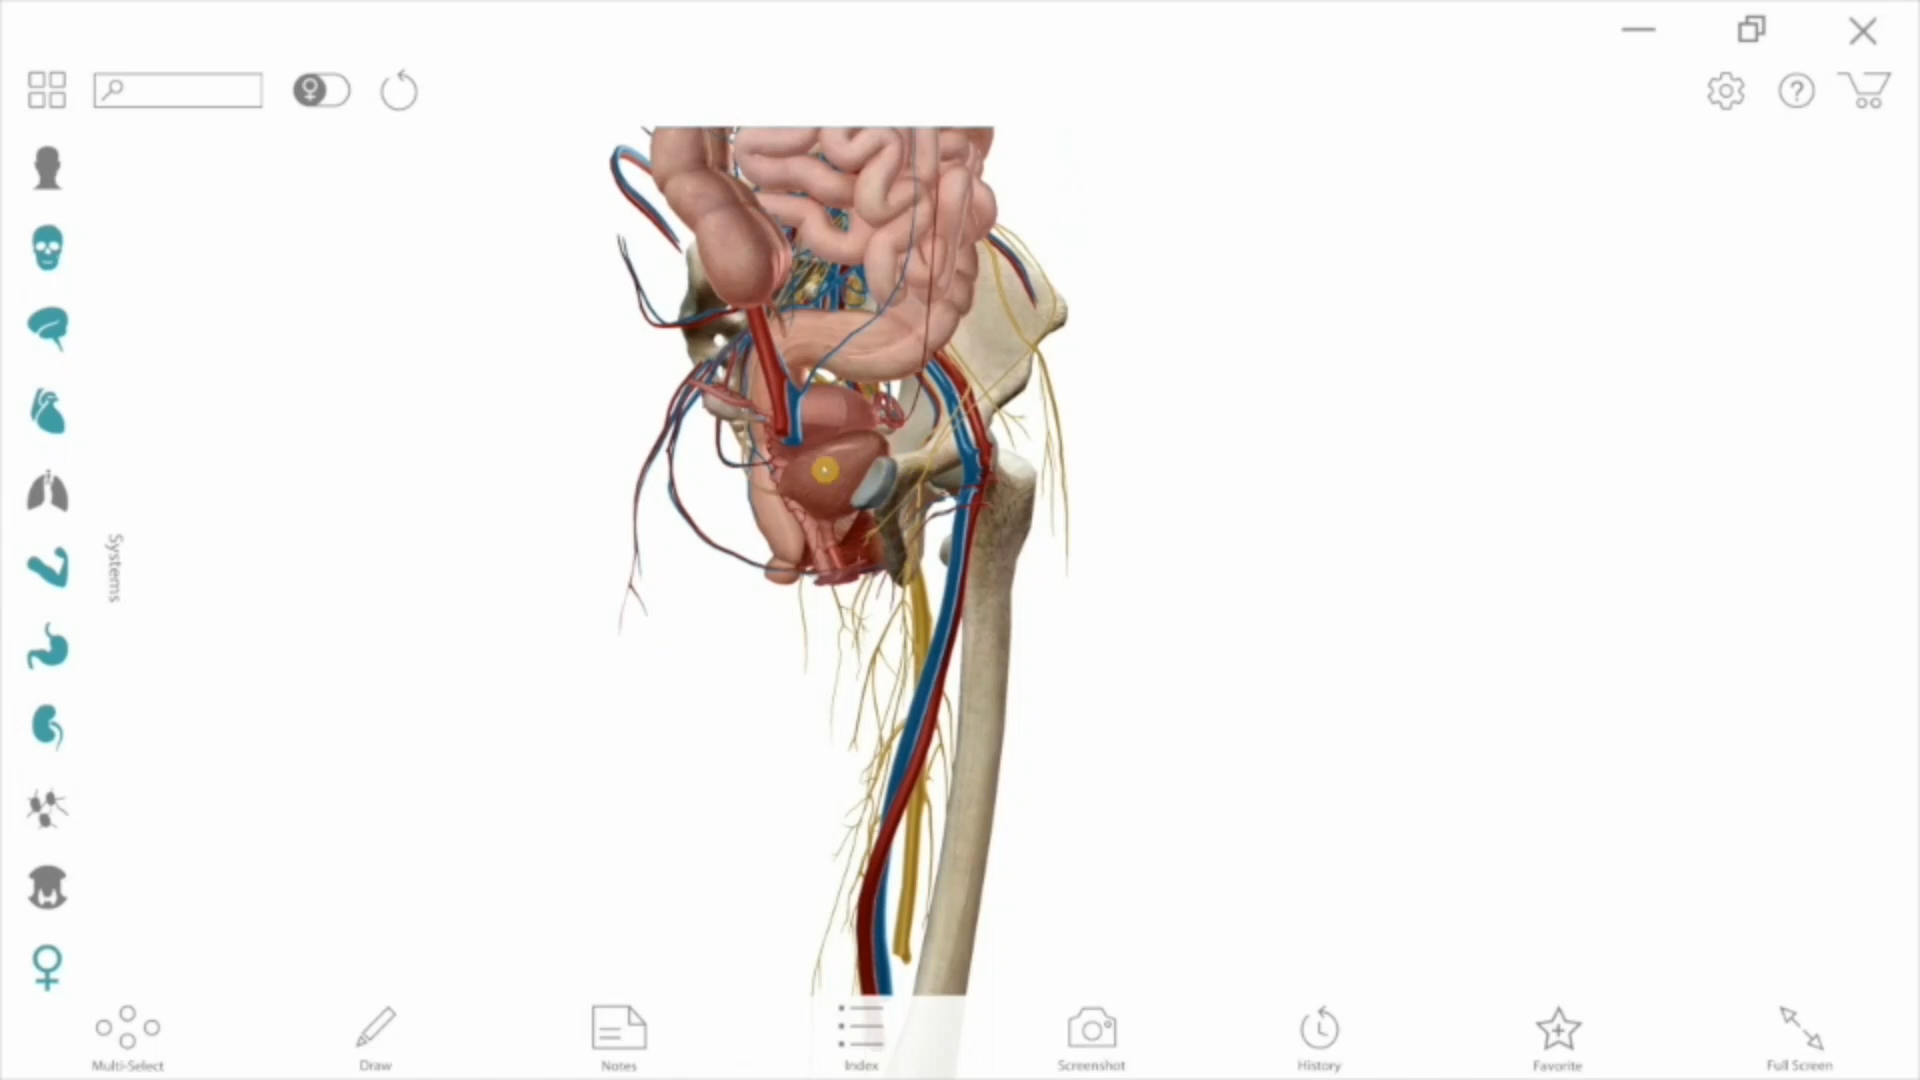 Systems
Multi-Select
Draw
Notes
Index
Screenshot
History
Favorite
Full Screen